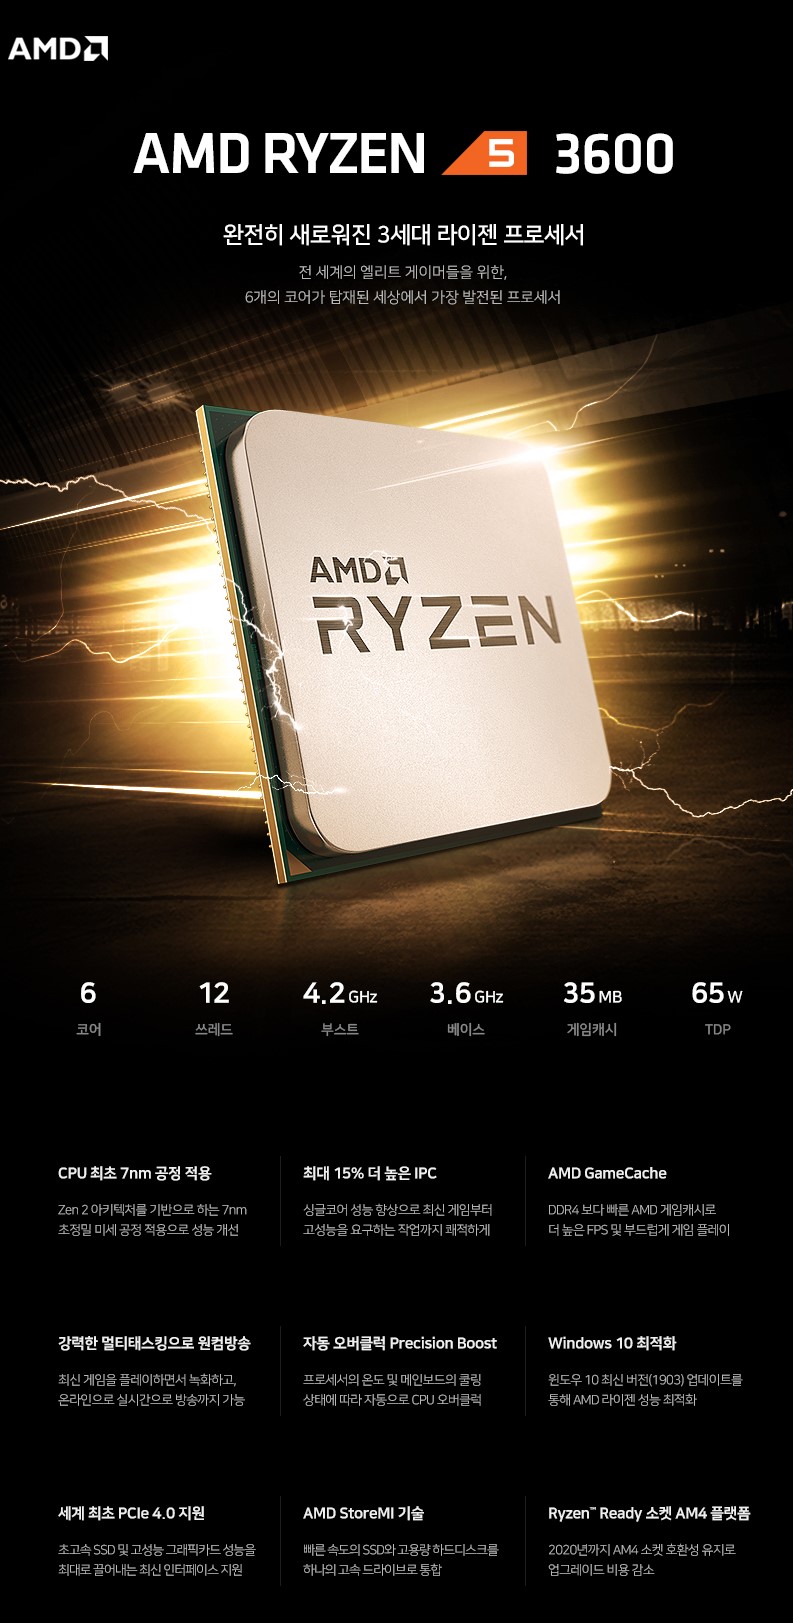 AMD
AMD RYZEN 5 3600
완전히 새로워진 3세대 라이젠 프로세서
전 세계의 엘리트 게이머들을 위한,
6개의 코어가 탑재된 세상에서 가장 발전된 프로세서
AMD
RYZEN
6 12 4.2 GHz 3.6 GHz 35 MB 65 W
코어 쓰레드 부스트 베이스 게임캐시 TDP
CPU 최초 7nm 공정 적용
Zen 2 아키텍처를 기반으로 하는 7nm
초정밀 미세 공정 적용으로 성능 개선
최대 15% 더 높은 IPC
싱글코어 성능 향상으로 최신 게임부터
고성능을 요구하는 작업까지 쾌적하게
AMD GameCache
DDR4 보다 빠른 AMD 게임캐시로
더 높은 FPS 및 부드럽게 게임 플레이
강력한 멀티태스킹으로 원컴방송
최신 게임을 플레이하면서 녹화하고,
온라인으로 실시간으로 방송까지 가능
자동 오버클럭 Precision Boost
프로세서의 온도 및 메인보드의 쿨링
상태에 따라 자동으로 CPU 오버클럭
Windows 10 최적화
윈도우 10 최신 버전(1903) 업데이트를
통해 AMD 라이젠 성능 최적화
세계 최초 PCIe 4.0 지원
초고속 SSD 및 고성능 그래픽카드 성능을
최대로 끌어내는 최신 인터페이스 지원
AMD StoreMI 기술
빠른 속도의 SSD와 고용량 하드디스크를
하나의 고속 드라이브로 통합
Ryzen™ Ready 소켓 AM4 플랫폼
2020년까지 AM4 소켓 호환성 유지로
업그레이드 비용 감소